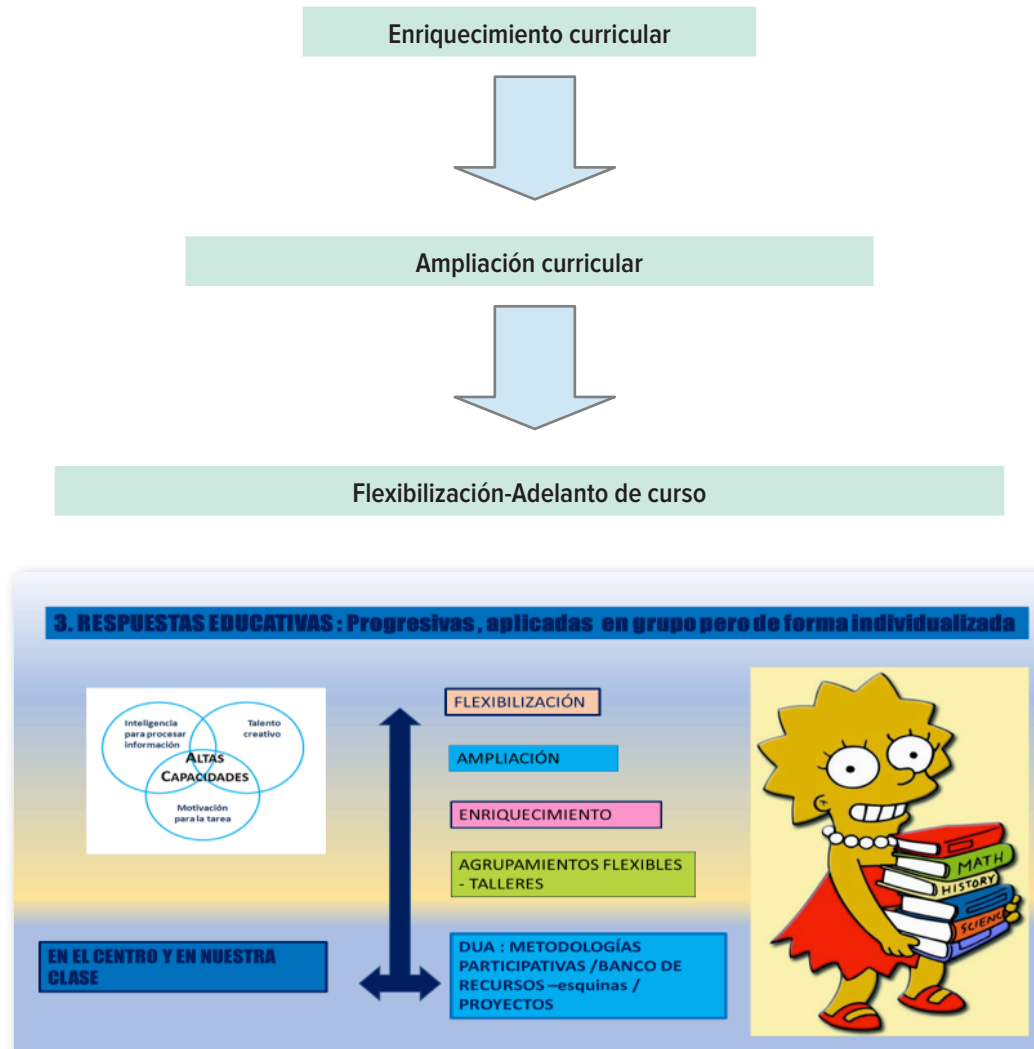 Enriquecimiento curricular
Ampliación curricular
Flexibilización-Adelanto de curso
3. RESPUESTAS EDUCATIVAS : Progresivas , aplicadas en grupo pero de forma individualizada
Inteligencia
para procesar
información
Talento
creativo
ALTAS
CAPACIDADES
Motivación
para la tarea
FLEXIBILIZACIÓN
AMPLIACIÓN
ENRIQUECIMIENTO
AGRUPAMIENTOS FLEXIBLES
- TALLERES
EN EL CENTRO Y EN NUESTRA
CLASE
DUA : METODOLOGÍAS
PARTICIPATIVAS /BANCO DE
RECURSOS –esquinas /
PROYECTOS
MATH
HISTORY
SCIENC